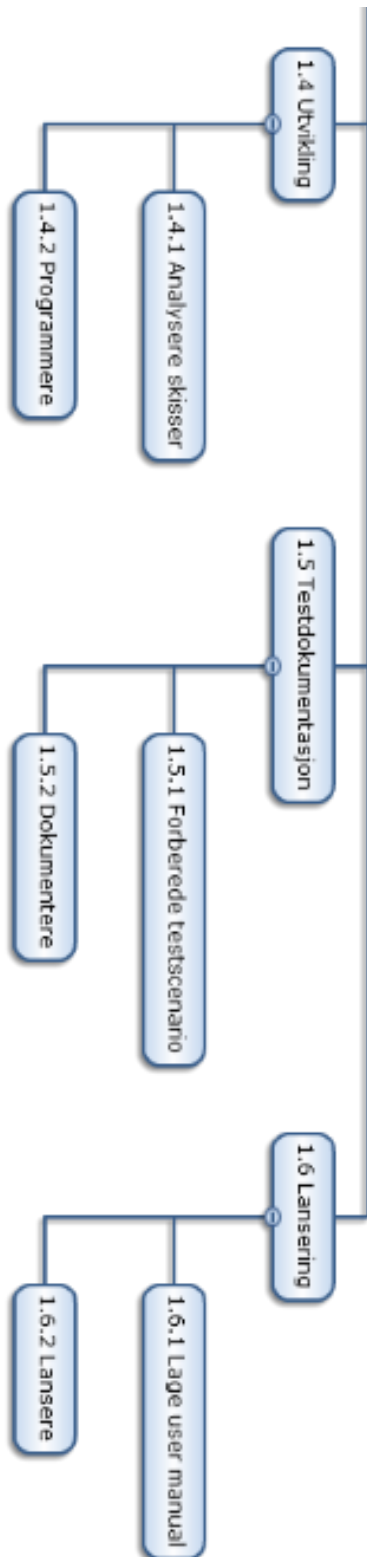 1.4 Utvikling
1.4.1 Analysere skisser
1.4.2 Programmere
1.5 Testdokumentasjon
1.5.1 Forberede testscenario
1.5.2 Dokumentere
1.6 Lansering
1.6.1 Lage user manual
1.6.2 Lansere